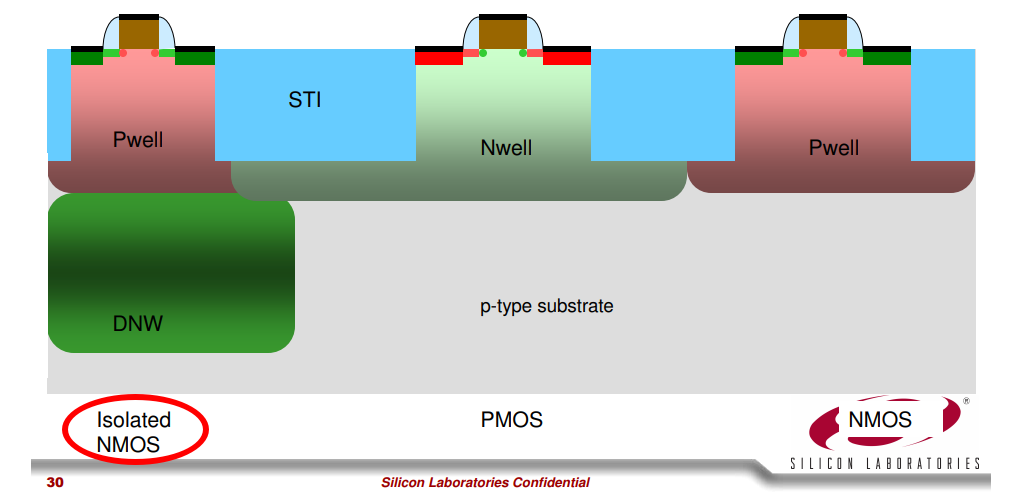 STI
Pwell
Nwell
Pwell
p-type substrate
DNW
Isolated
NMOS
PMOS
NMOS
®
SILICON LABORATORIES
30
Silicon Laboratories Confidential